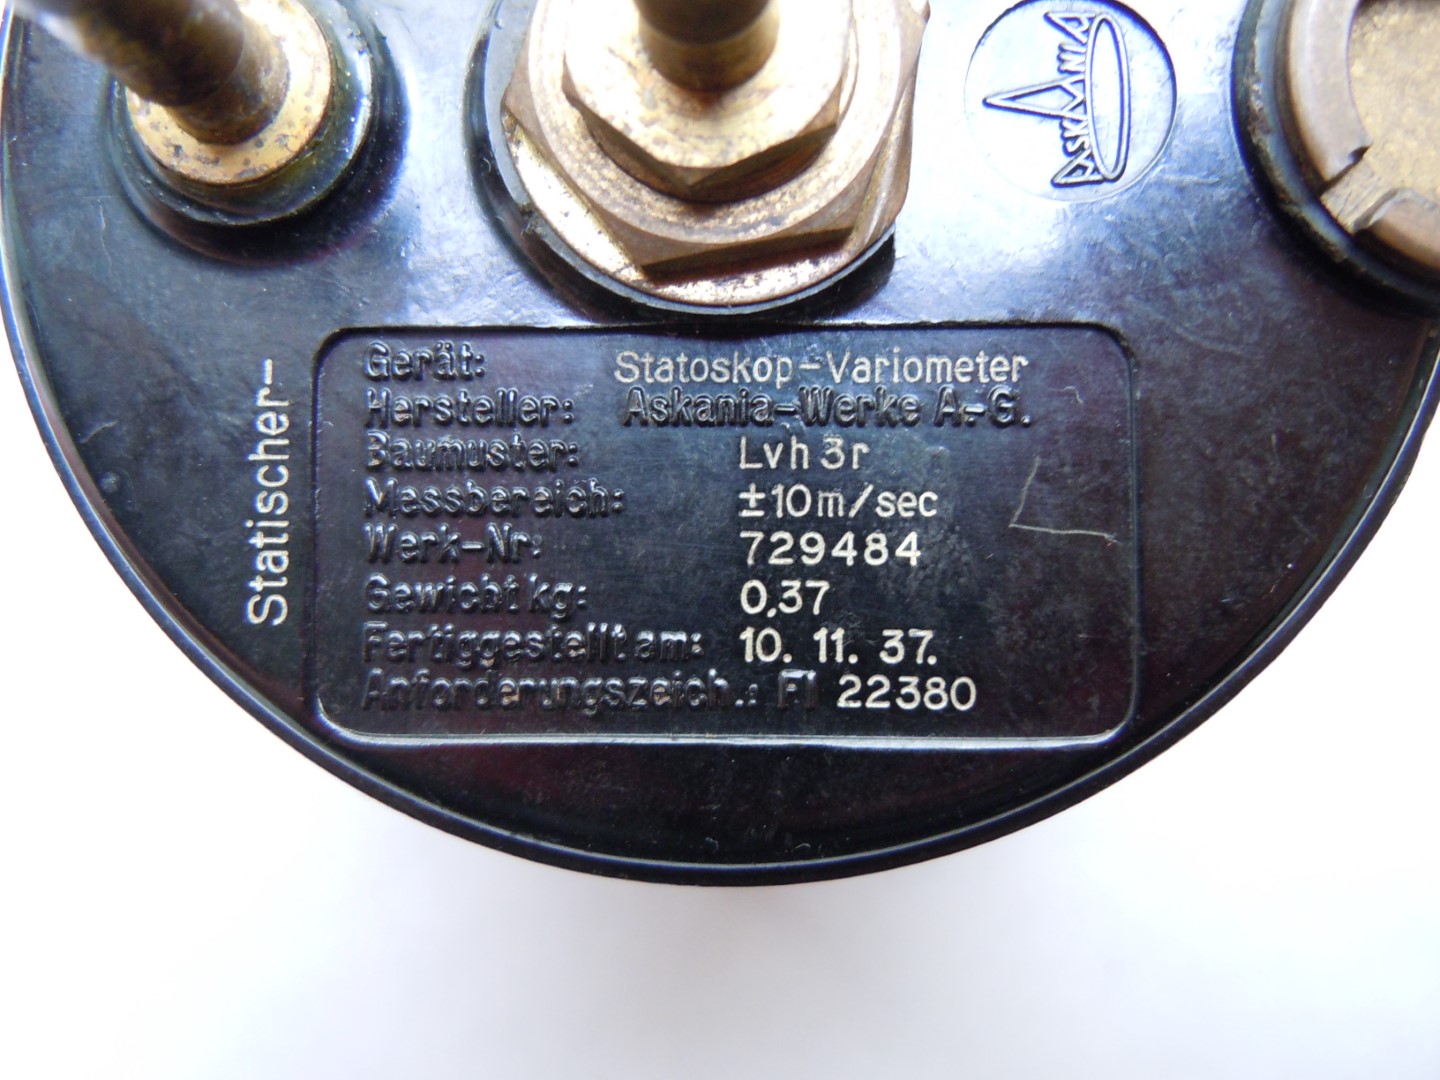 ASKANIA
Statischer-
Gerät: Statoskop-Variometer
Hersteller: Askania-Werke A.-G.
Baumuster: Lvh 3r
Messbereich: ±10m/sec
Werk-Nr: 729484
Gewicht kg: 0,37
Fertiggestellt am: 10. 11. 37.
Anforderungszeich.: Fl 22380